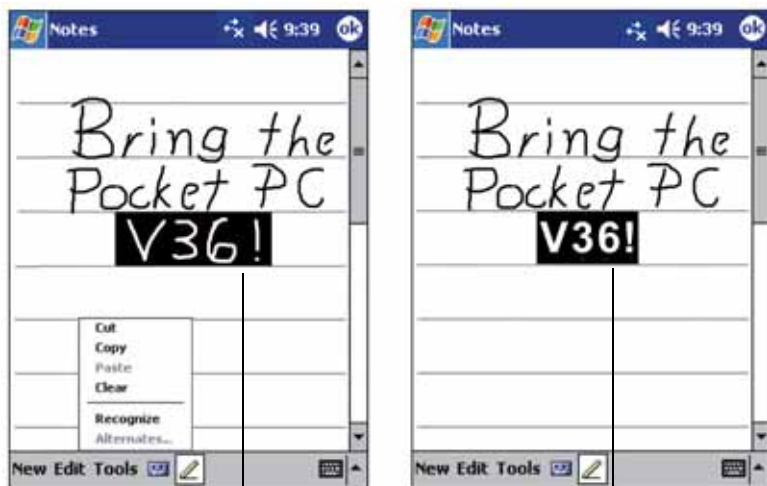 Notes 9:39 ok
Bring the
Pocket PC
V36!
Cut
Copy
Paste
Clear
Recognize
Alternates...
New Edit Tools
Notes 9:39 ok
Bring the
Pocket PC
V36!
New Edit Tools